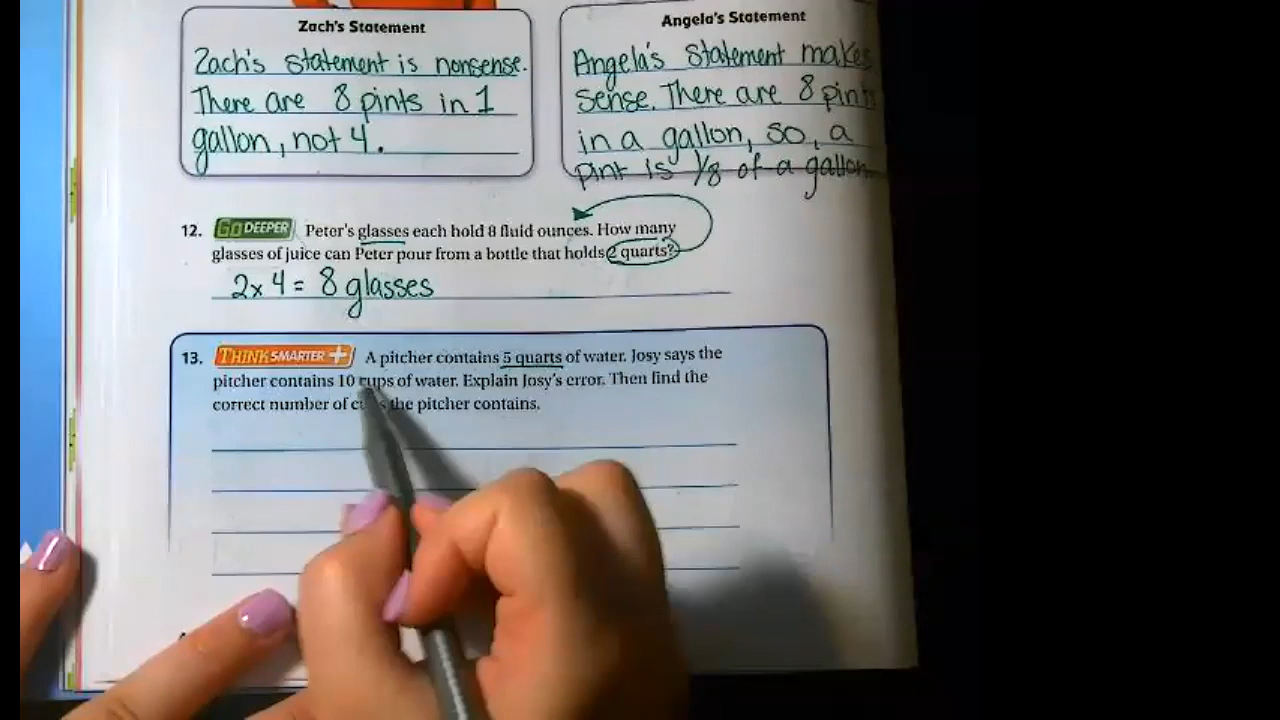 Zach's Statement
Zach's statement is nonsense.
There are 8 pints in 1
gallon, not 4.
Angela's Statement
Angela's statement makes
sense. There are 8 pints
in a gallon, so, a
pint is 1/8 of a gallon.
12. Go DEEPER Peter's glasses each hold 8 fluid ounces. How many
glasses of juice can Peter pour from a bottle that holds 2 quarts?
2 x 4 = 8 glasses
13. THINK SMARTER + A pitcher contains 5 quarts of water. Josy says the
pitcher contains 10 cups of water. Explain Josy's error. Then find the
correct number of cups the pitcher contains.